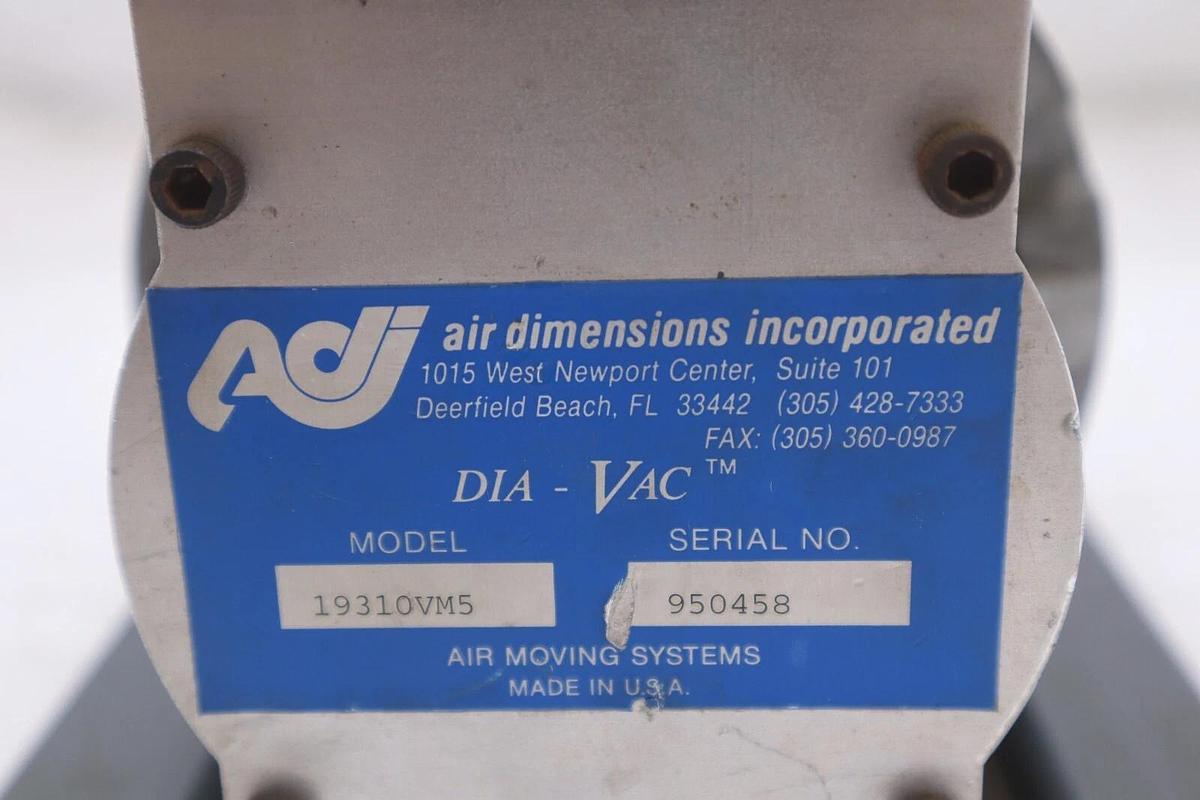 ADi air dimensions incorporated
1015 West Newport Center, Suite 101
Deerfield Beach, FL 33442 (305) 428-7333
FAX: (305) 360-0987
DIA - VAC™
MODEL SERIAL NO.
19310VM5 950458
AIR MOVING SYSTEMS
MADE IN U.S.A.